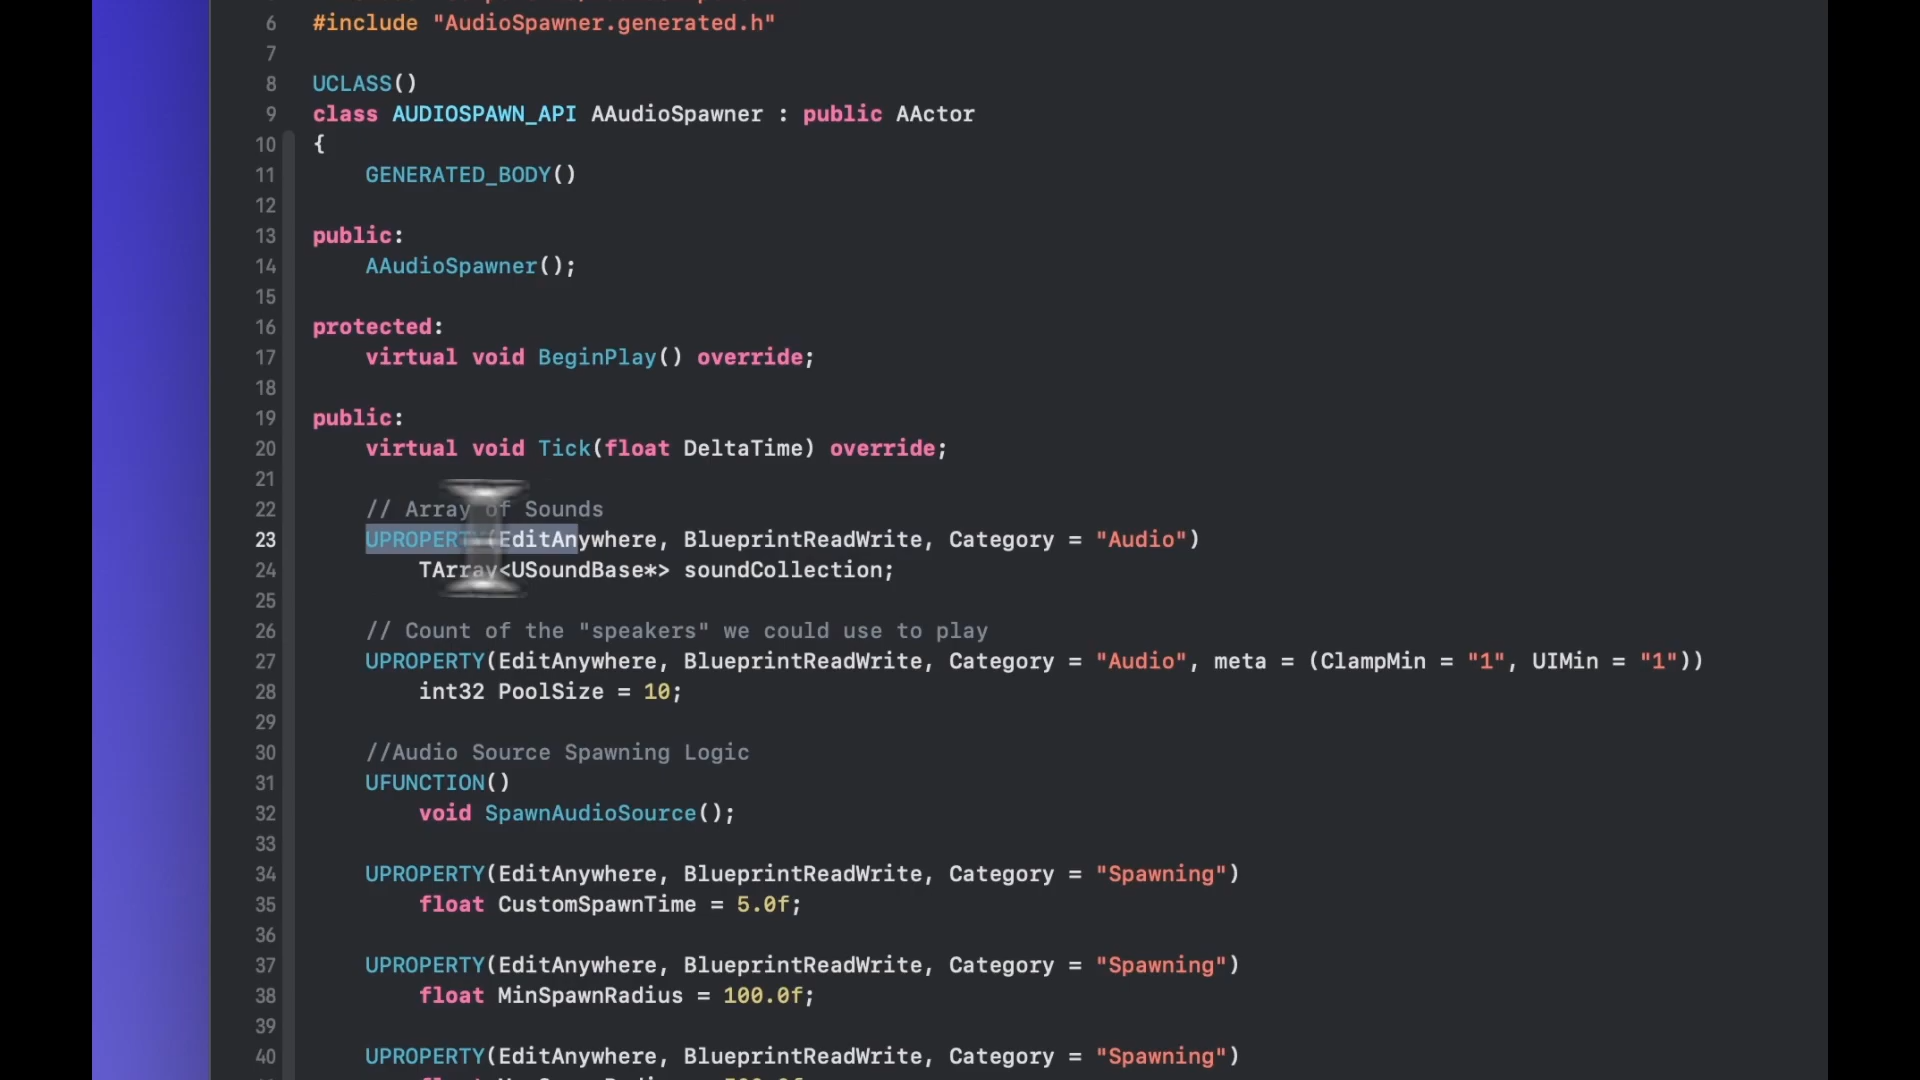 6 #include "AudioSpawner.generated.h"
7
8 UCLASS()
9 class AUDIOSPAWN_API AAudioSpawner : public AActor
10 {
11 GENERATED_BODY()
12
13 public:
14 AAudioSpawner();
15
16 protected:
17 virtual void BeginPlay() override;
18
19 public:
20 virtual void Tick(float DeltaTime) override;
21
22 // Array of Sounds
23 UPROPERTY(EditAnywhere, BlueprintReadWrite, Category = "Audio")
24 TArray<USoundBase*> soundCollection;
25
26 // Count of the "speakers" we could use to play
27 UPROPERTY(EditAnywhere, BlueprintReadWrite, Category = "Audio", meta = (ClampMin = "1", UIMin = "1"))
28 int32 PoolSize = 10;
29
30 //Audio Source Spawning Logic
31 UFUNCTION()
32 void SpawnAudioSource();
33
34 UPROPERTY(EditAnywhere, BlueprintReadWrite, Category = "Spawning")
35 float CustomSpawnTime = 5.0f;
36
37 UPROPERTY(EditAnywhere, BlueprintReadWrite, Category = "Spawning")
38 float MinSpawnRadius = 100.0f;
39
40 UPROPERTY(EditAnywhere, BlueprintReadWrite, Category = "Spawning")